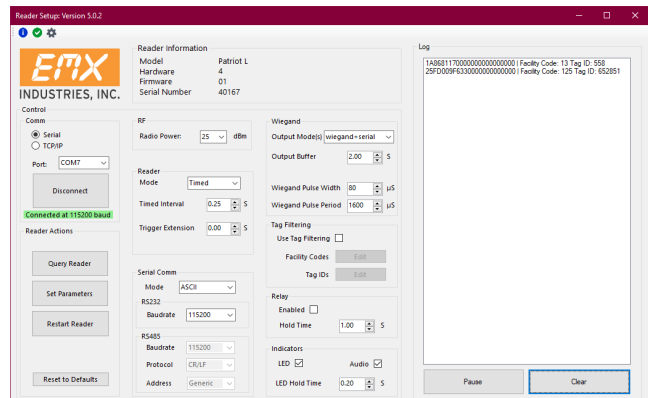 Reader Setup: Version 5.0.2
EMX
INDUSTRIES, INC.
Reader Information
Model Patriot L
Hardware 4
Firmware 01
Serial Number 40167
Control
Comm
Serial
TCP/IP
Port: COM7
Disconnect
Connected at 115200 baud
Reader Actions
Query Reader
Set Parameters
Restart Reader
Reset to Defaults
RF
Radio Power: 25 dBm
Reader
Mode Timed
Timed Interval 0.25 S
Trigger Extension 0.00 S
Serial Comm
Mode ASCII
RS232
Baudrate 115200
RS485
Baudrate 115200
Protocol CR/LF
Address Generic
Wiegand
Output Mode(s) wiegand+serial
Output Buffer 2.00 S
Wiegand Pulse Width 80 µS
Wiegand Pulse Period 1600 µS
Tag Filtering
Use Tag Filtering
Facility Codes Edit
Tag IDs Edit
Relay
Enabled
Hold Time 1.00 S
Indicators
LED Audio
LED Hold Time 0.20 S
Log
Facility Code: 13 Tag ID: 558
Facility Code: 125 Tag ID: 652851
Pause
Clear